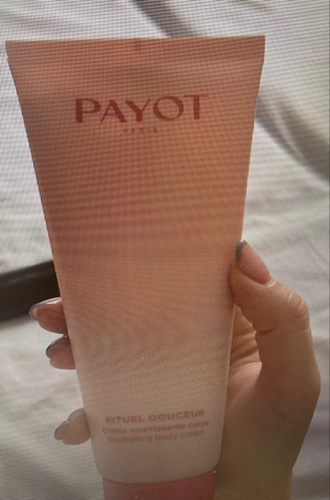 PAYOT
PARIS
RITUEL DOUCEUR
Crème nourrissante corps
Nourishing body cream